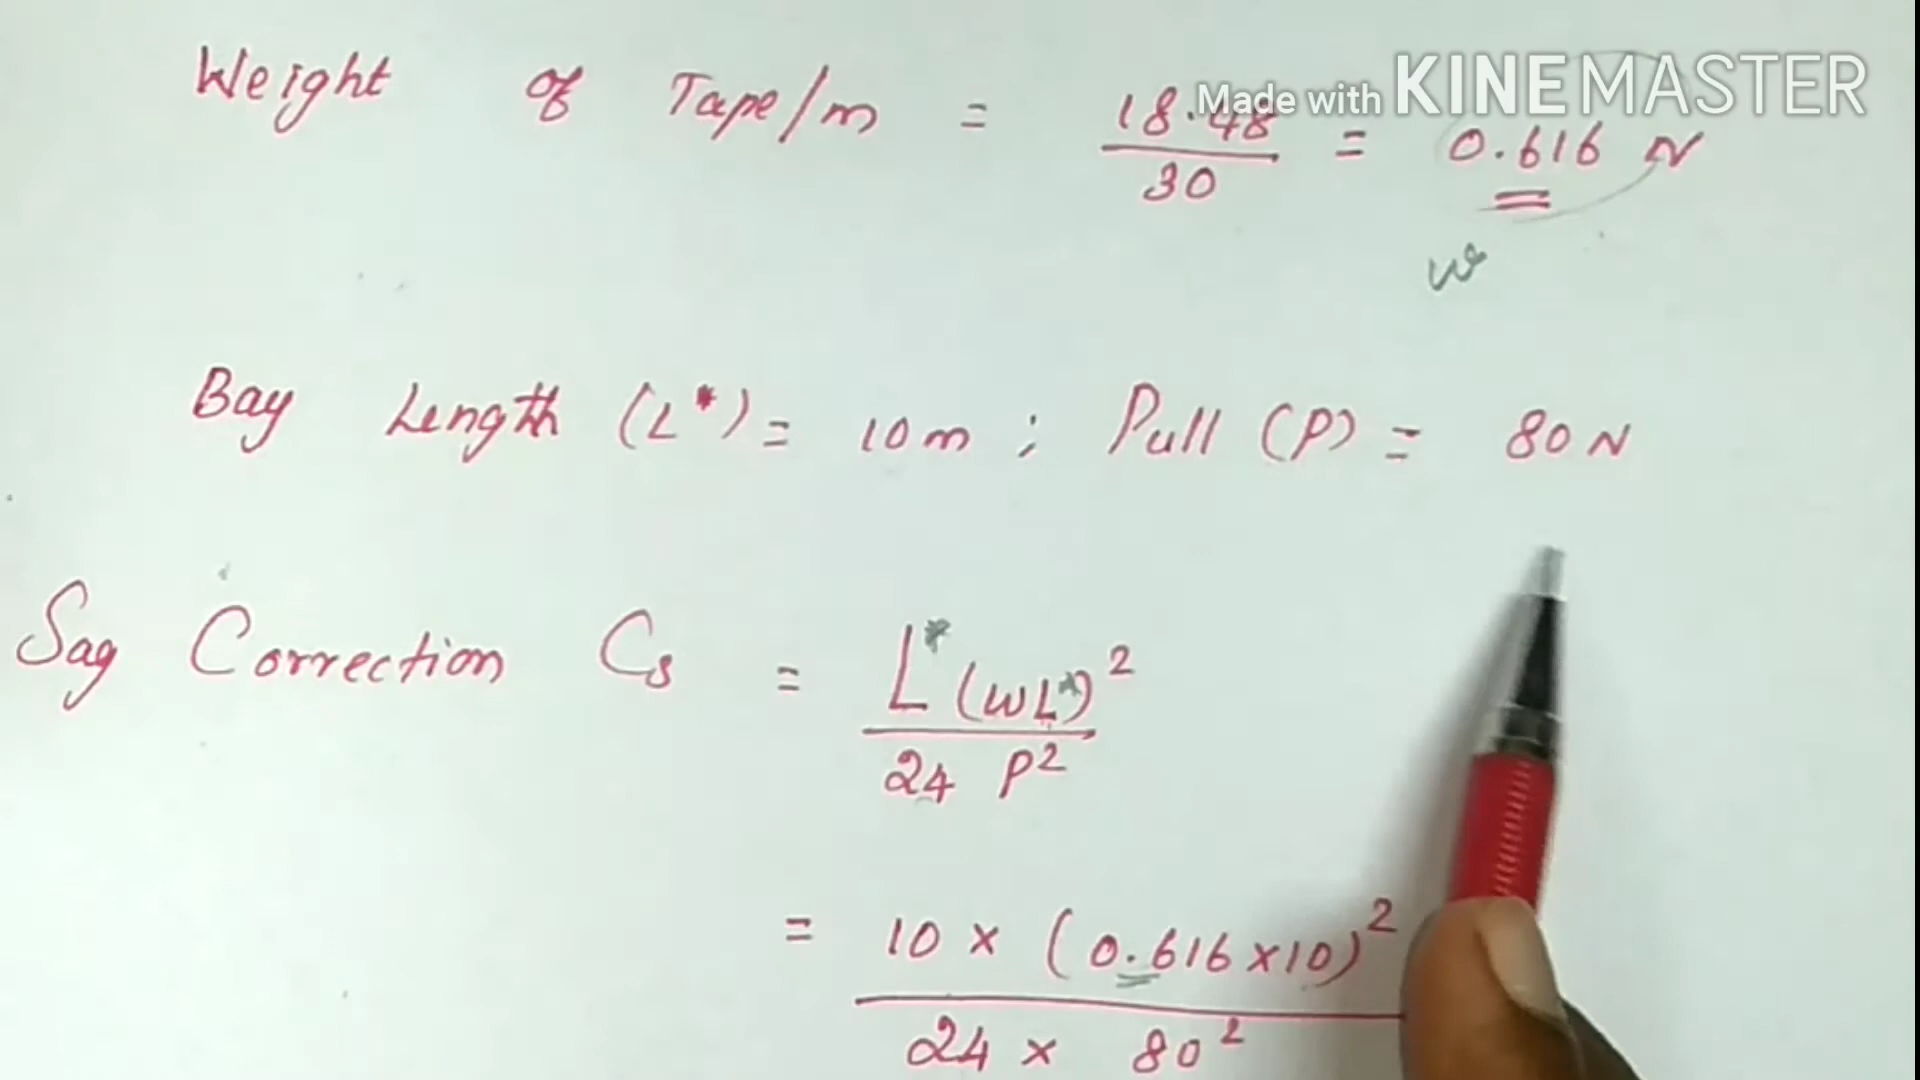 Made with KINEMASTER
Weight of Tape/m = 18.48/30 = 0.616 N
w
Bay Length (L*) = 10m ; Pull (P) = 80 N
Sag Correction Cs = L*(wL*)²/24 P²
= 10 × (0.616×10)²/24 × 80²